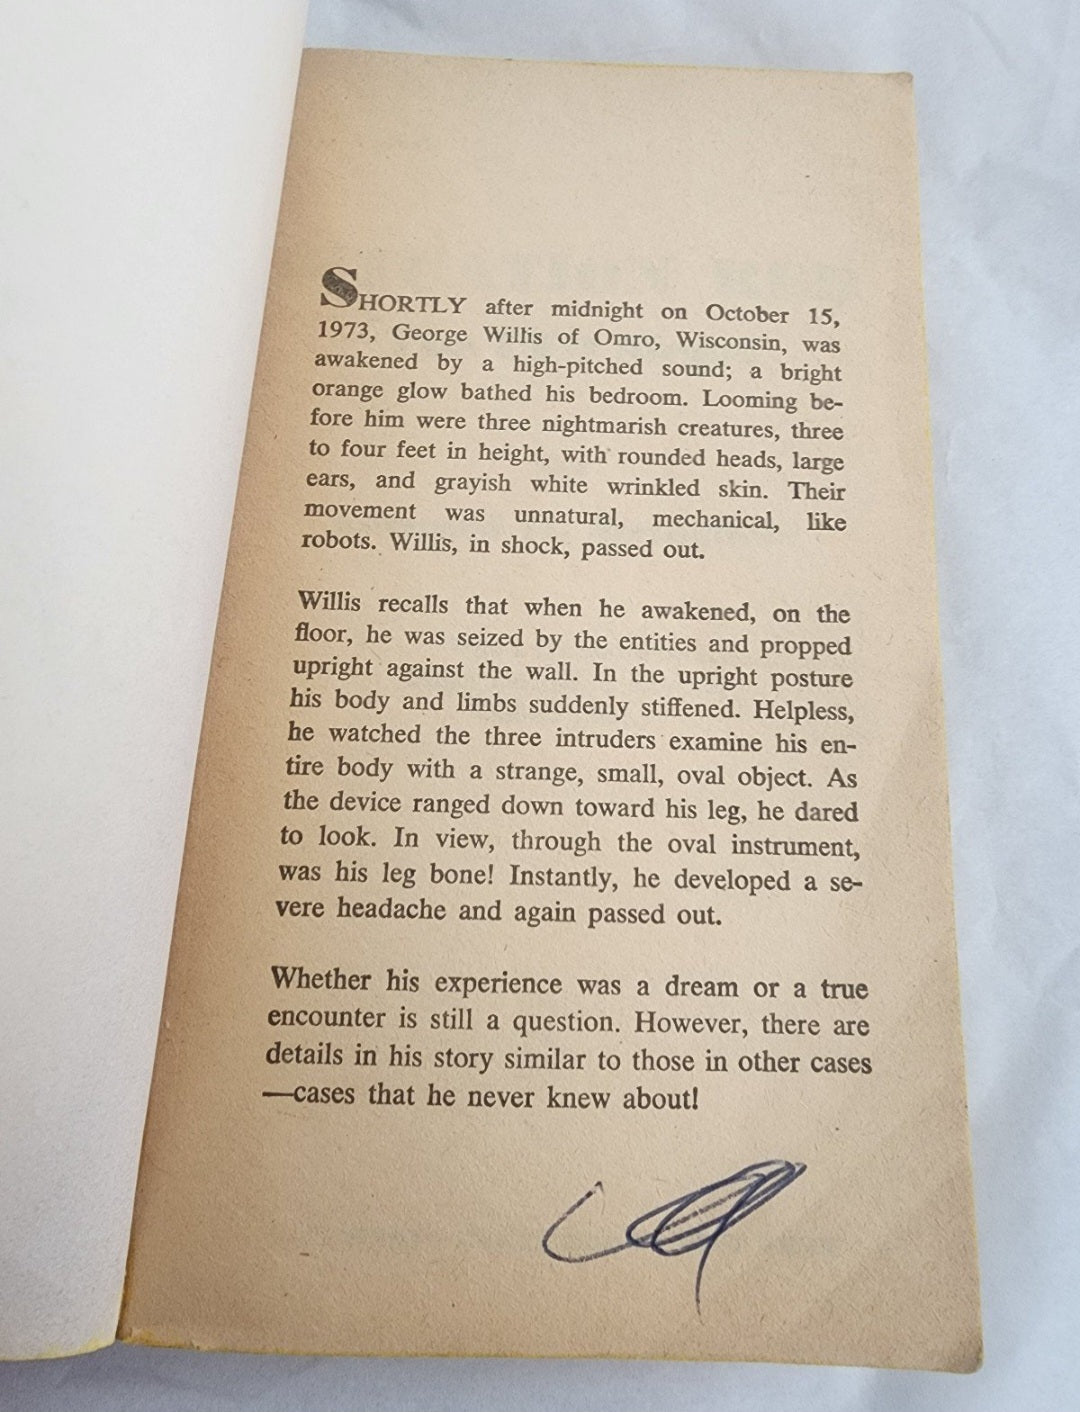 SHORTLY after midnight on October 15,
1973, George Willis of Omro, Wisconsin, was
awakened by a high-pitched sound; a bright
orange glow bathed his bedroom. Looming be-
fore him were three nightmarish creatures, three
to four feet in height, with rounded heads, large
ears, and grayish white wrinkled skin. Their
movement was unnatural, mechanical, like
robots. Willis, in shock, passed out.
Willis recalls that when he awakened, on the
floor, he was seized by the entities and propped
upright against the wall. In the upright posture
his body and limbs suddenly stiffened. Helpless,
he watched the three intruders examine his en-
tire body with a strange, small, oval object. As
the device ranged down toward his leg, he dared
to look. In view, through the oval instrument,
was his leg bone! Instantly, he developed a se-
vere headache and again passed out.
Whether his experience was a dream or a true
encounter is still a question. However, there are
details in his story similar to those in other cases
—cases that he never knew about!